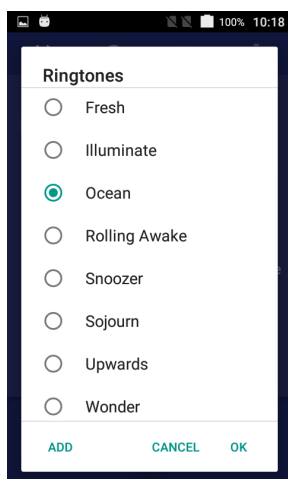 100% 10:18
Ringtones
Fresh
Illuminate
Ocean
Rolling Awake
Snoozer
Sojourn
Upwards
Wonder
ADD CANCEL OK